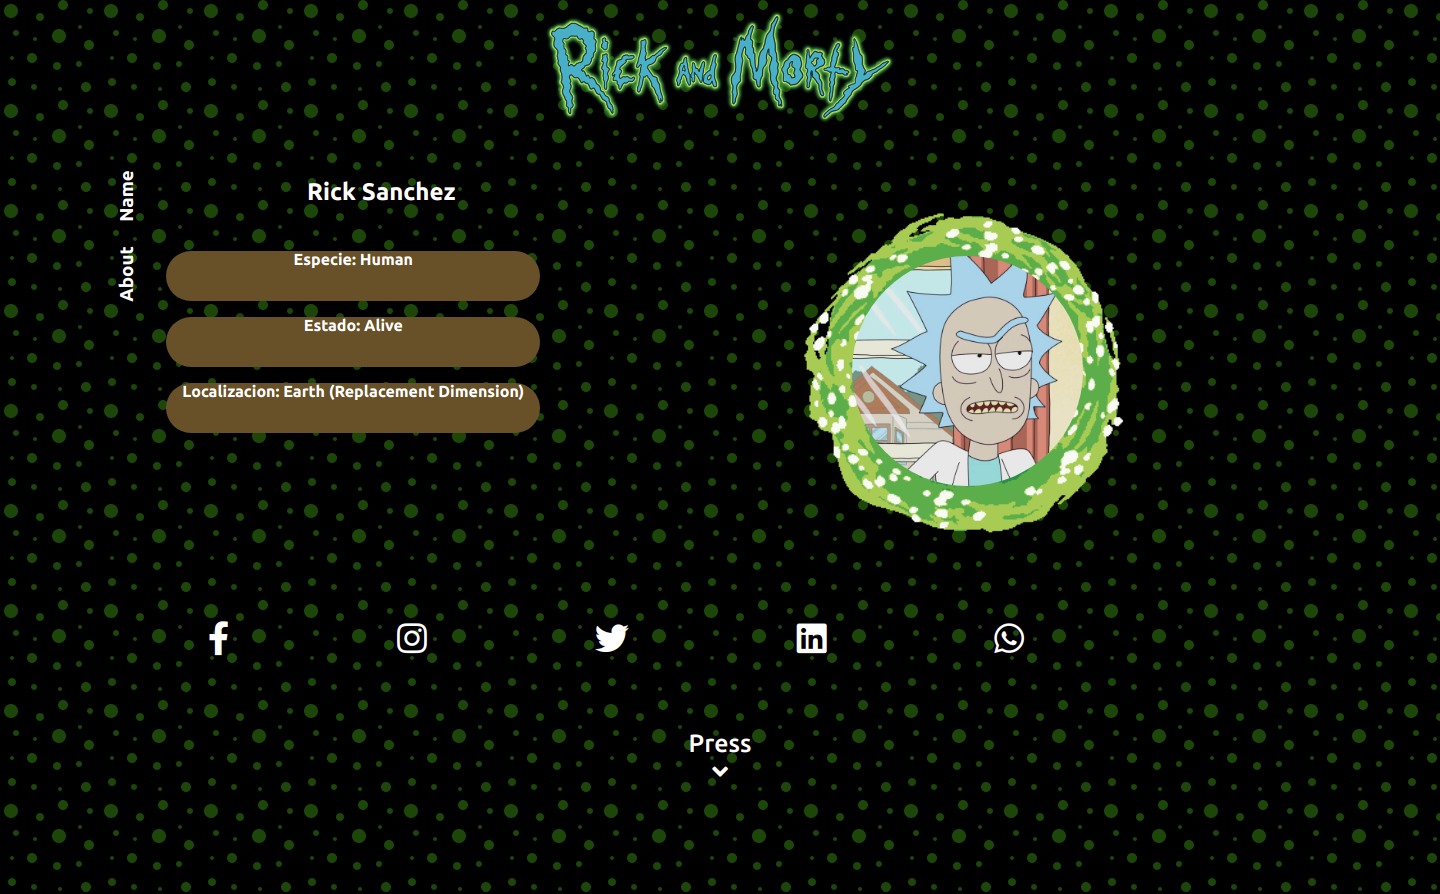 Rick and Morty
Name
Rick Sanchez
About
Especie: Human
Estado: Alive
Localizacion: Earth (Replacement Dimension)
Press